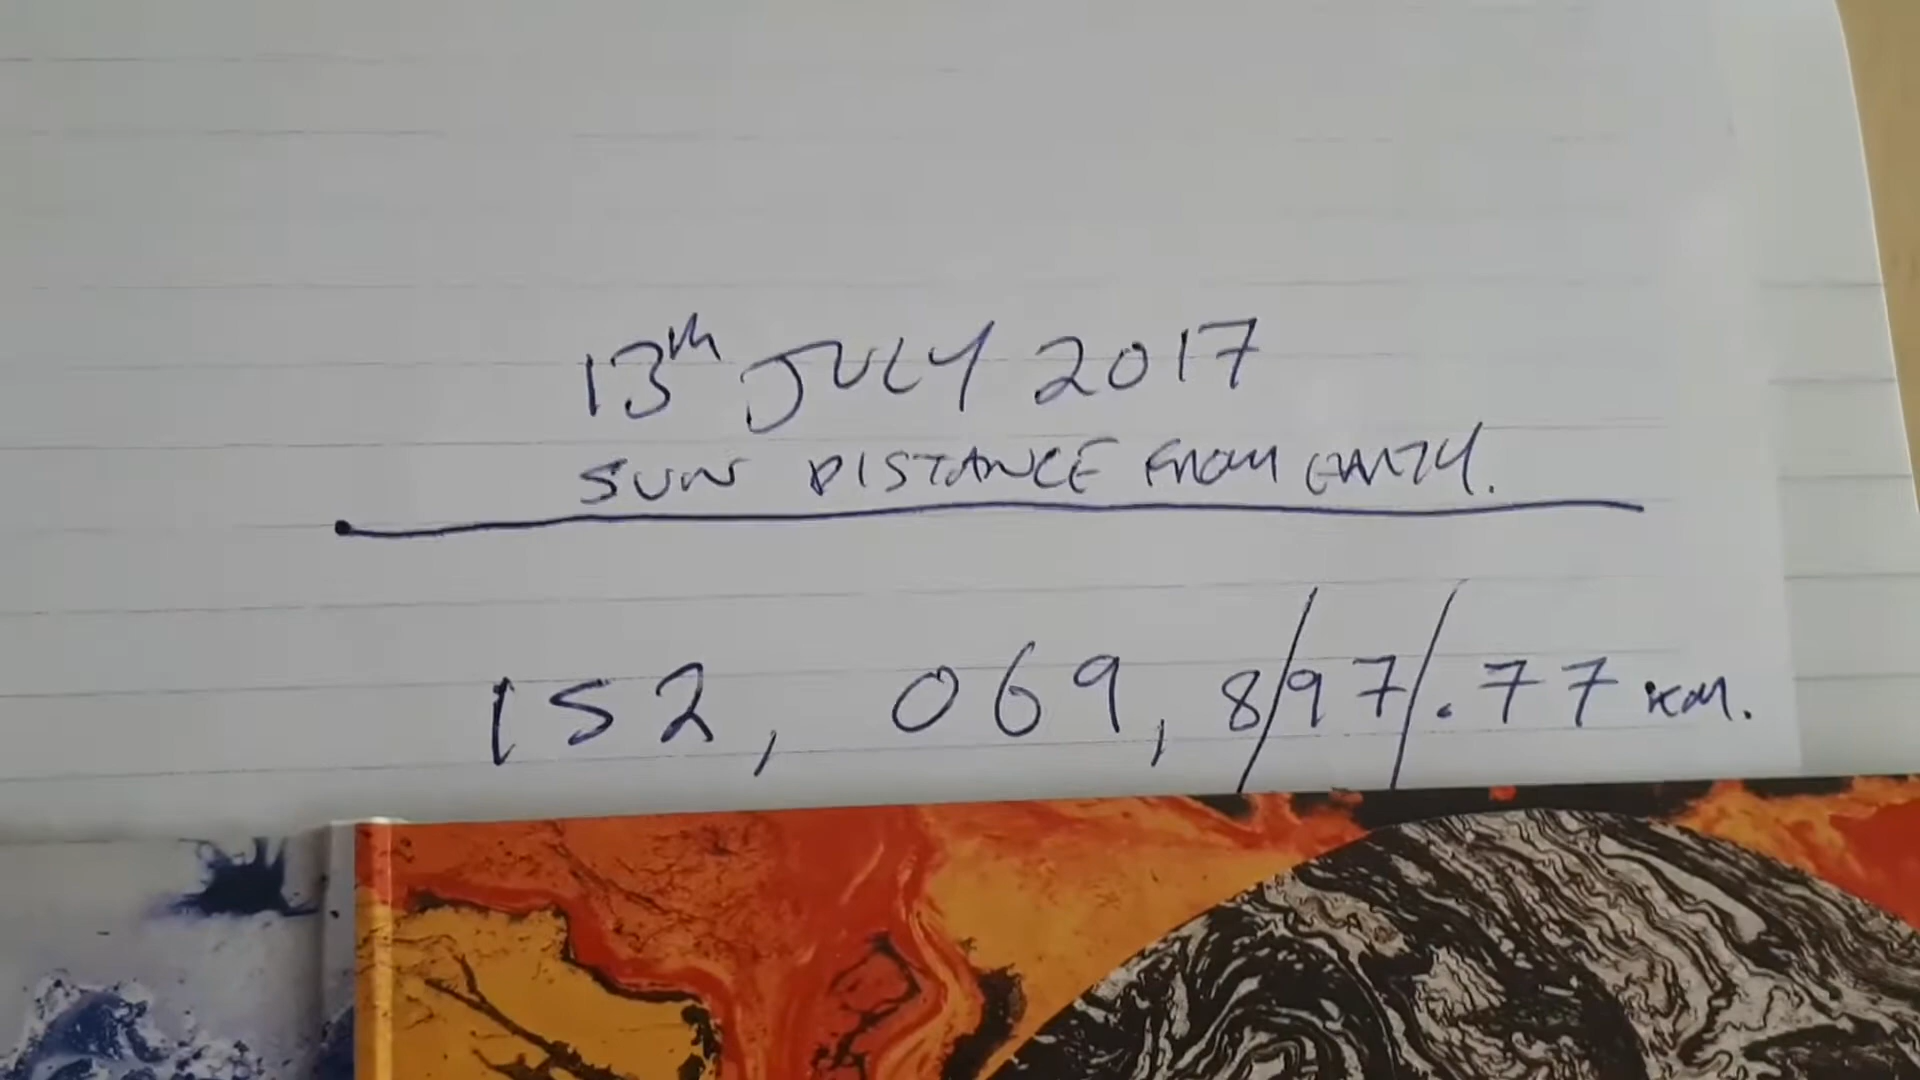 13th JULY 2017
SUN DISTANCE FROM EARTH.
152, 069, 8/97/.77 KM.